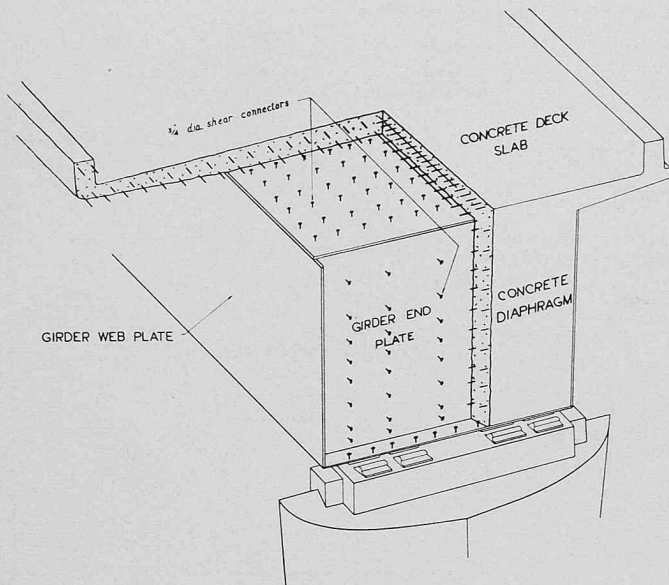 3/4" dia shear connectors
CONCRETE DECK
SLAB
GIRDER WEB PLATE
GIRDER END
PLATE
CONCRETE
DIAPHRAGM